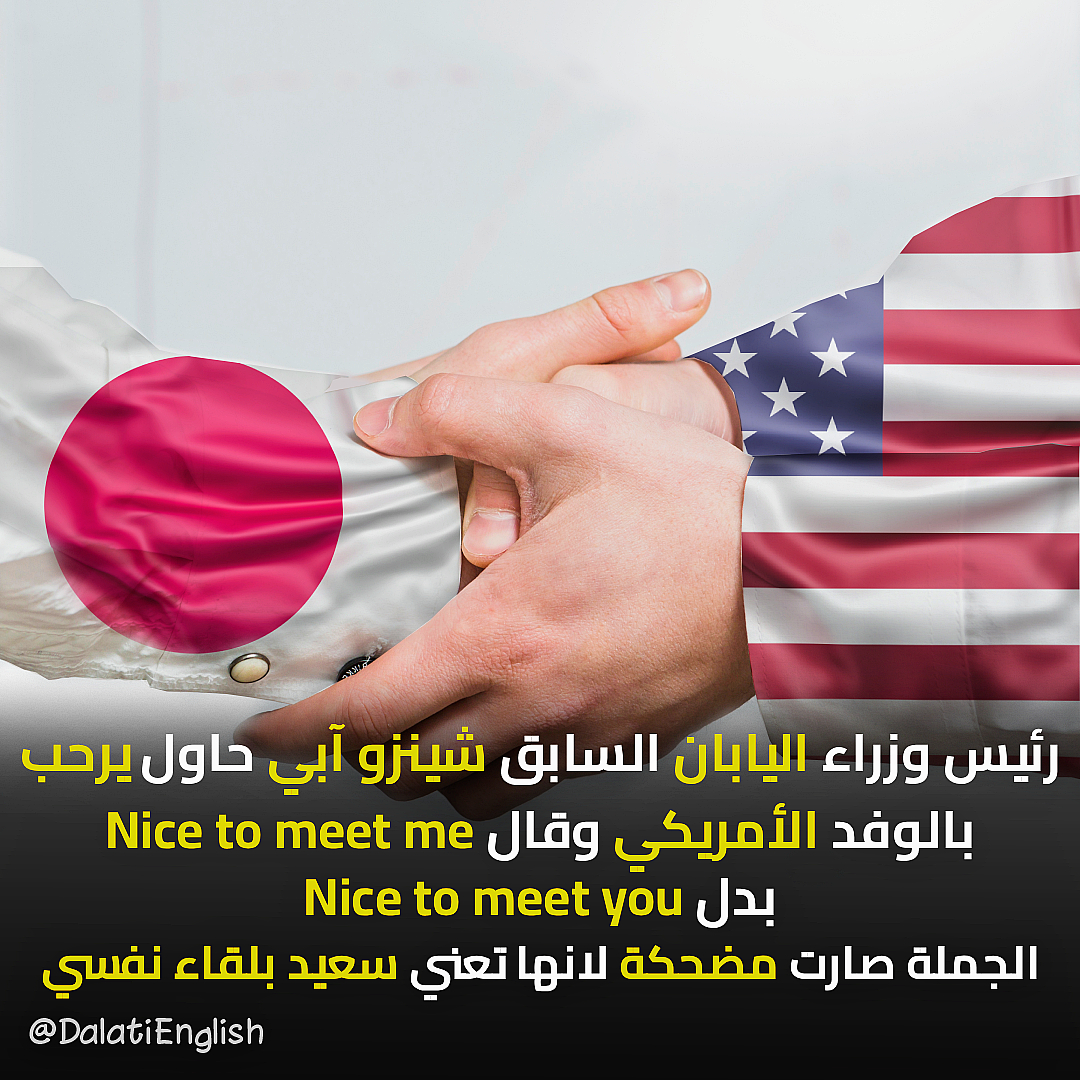 رئيس وزراء اليابان السابق شينزو آبي حاول يرحب
بالوفد الأمريكي وقال Nice to meet me
بدل Nice to meet you
الجملة صارت مضحكة لانها تعني سعيد بلقاء نفسي
@DalatiEnglish